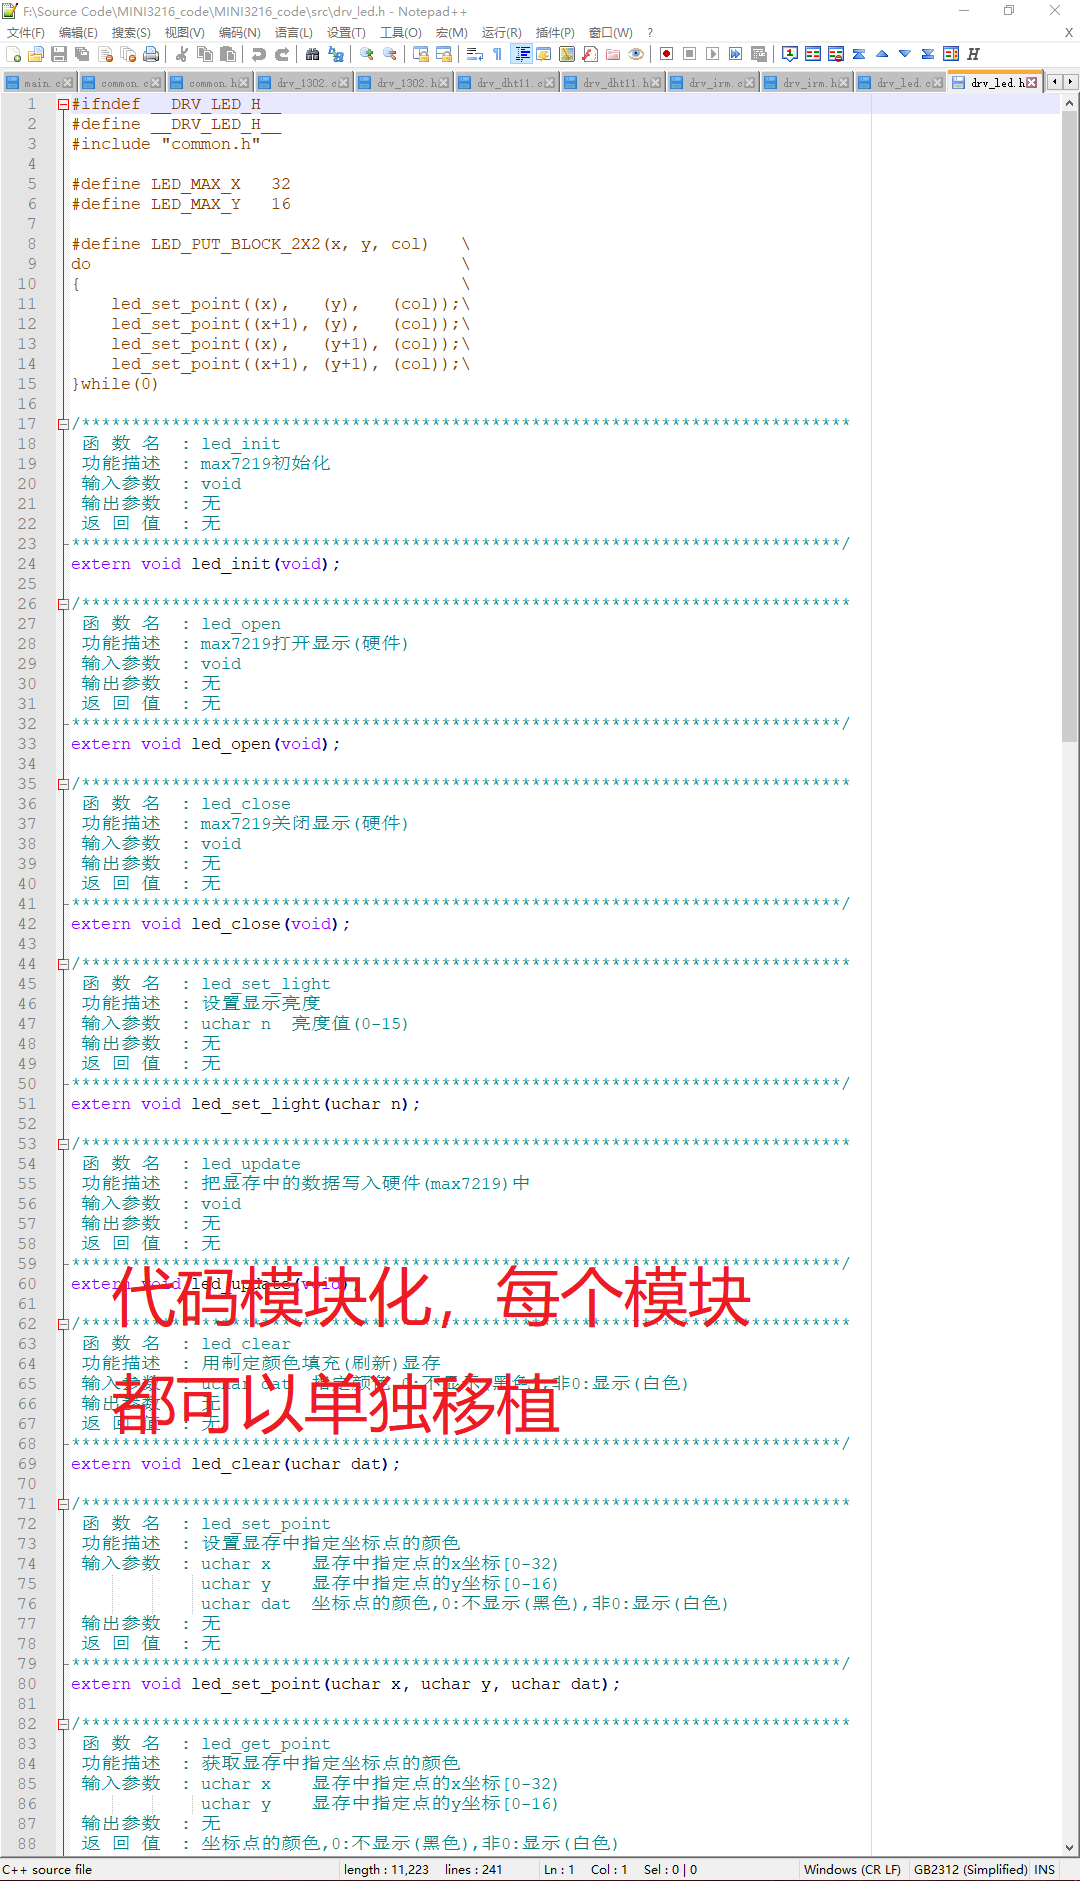 F:\Source Code\MINI3216_code\MINI3216_code\src\drv_led.h - Notepad++
文件(F) 编辑(E) 搜索(S) 视图(V) 编码(N) 语言(L) 设置(T) 工具(O) 宏(M) 运行(R) 插件(P) 窗口(W) ? X
main.c common.c common.h drv_1302.c drv_1302.h drv_dht11.c drv_dht11.h drv_irm.c drv_irm.h drv_led.c drv_led.h
1 #ifndef __DRV_LED_H__
2 #define __DRV_LED_H__
3 #include "common.h"
4
5 #define LED_MAX_X 32
6 #define LED_MAX_Y 16
7
8 #define LED_PUT_BLOCK_2X2(x, y, col) \
9 do \
10 { \
11 led_set_point((x), (y), (col));\
12 led_set_point((x+1), (y), (col));\
13 led_set_point((x), (y+1), (col));\
14 led_set_point((x+1), (y+1), (col));\
15 }while(0)
16
17 /*****************************************************************************
18 函 数 名 : led_init
19 功能描述 : max7219初始化
20 输入参数 : void
21 输出参数 : 无
22 返 回 值 : 无
23 *****************************************************************************/
24 extern void led_init(void);
25
26 /*****************************************************************************
27 函 数 名 : led_open
28 功能描述 : max7219打开显示(硬件)
29 输入参数 : void
30 输出参数 : 无
31 返 回 值 : 无
32 *****************************************************************************/
33 extern void led_open(void);
34
35 /*****************************************************************************
36 函 数 名 : led_close
37 功能描述 : max7219关闭显示(硬件)
38 输入参数 : void
39 输出参数 : 无
40 返 回 值 : 无
41 *****************************************************************************/
42 extern void led_close(void);
43
44 /*****************************************************************************
45 函 数 名 : led_set_light
46 功能描述 : 设置显示亮度
47 输入参数 : uchar n 亮度值(0-15)
48 输出参数 : 无
49 返 回 值 : 无
50 *****************************************************************************/
51 extern void led_set_light(uchar n);
52
53 /*****************************************************************************
54 函 数 名 : led_update
55 功能描述 : 把显存中的数据写入硬件(max7219)中
56 输入参数 : void
57 输出参数 : 无
58 返 回 值 : 无
59 *****************************************************************************/
60 extern void led_update(void);
代码模块化，每个模块
61
62 /*****************************************************************************
63 函 数 名 : led_clear
64 功能描述 : 用制定颜色填充(刷新)显存
65 输入参数 : uchar dat 指定颜色,0:不显示(黑色),非0:显示(白色)
都可以单独移植
66 输出参数 : 无
67 返 回 值 : 无
68 *****************************************************************************/
69 extern void led_clear(uchar dat);
70
71 /*****************************************************************************
72 函 数 名 : led_set_point
73 功能描述 : 设置显存中指定坐标点的颜色
74 输入参数 : uchar x 显存中指定点的x坐标[0-32)
75 uchar y 显存中指定点的y坐标[0-16)
76 uchar dat 坐标点的颜色,0:不显示(黑色),非0:显示(白色)
77 输出参数 : 无
78 返 回 值 : 无
79 *****************************************************************************/
80 extern void led_set_point(uchar x, uchar y, uchar dat);
81
82 /*****************************************************************************
83 函 数 名 : led_get_point
84 功能描述 : 获取显存中指定坐标点的颜色
85 输入参数 : uchar x 显存中指定点的x坐标[0-32)
86 uchar y 显存中指定点的y坐标[0-16)
87 输出参数 : 无
88 返 回 值 : 坐标点的颜色,0:不显示(黑色),非0:显示(白色)
C++ source file length : 11,223 lines : 241 Ln : 1 Col : 1 Sel : 0 | 0 Windows (CR LF) GB2312 (Simplified) INS